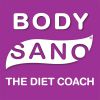 BODY
SANO
THE DIET COACH